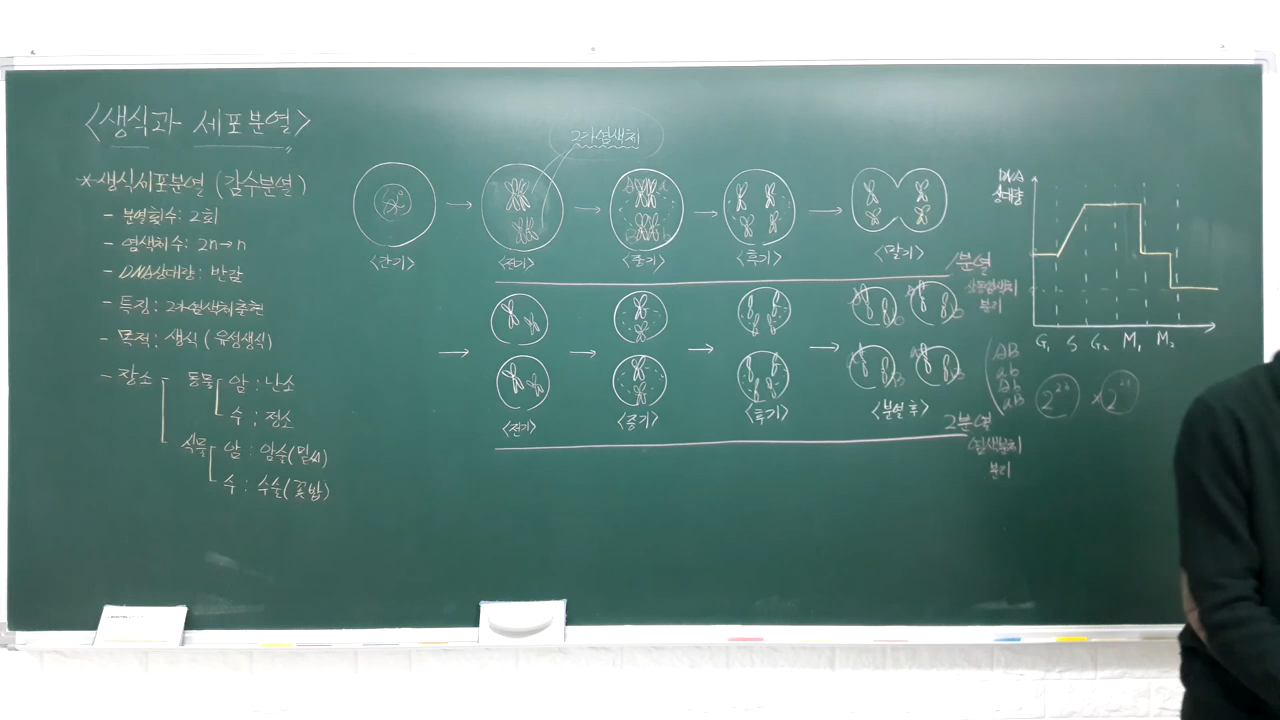 <생식과 세포분열>
*생식세포분열 (감수분열)
- 분열횟수: 2회
- 염색체수: 2n→n
- DNA상대량: 반감
- 특징: 2가염색체출현
- 목적: 생식 (유성생식)
- 장소
동물
암 : 난소
수 : 정소
식물
암 : 암술(밑씨)
수 : 수술(꽃밥)
2가염색체
<간기>
<전기>
<중기>
<후기>
<말기>
1분열
상동염색체
분리
<전기>
<중기>
<후기>
<분열 후>
2분열
염색분체
분리
DNA
상대량
G₁ S G₂ M₁ M₂
AB
ab
Ab
aB
2²³ × 2²³